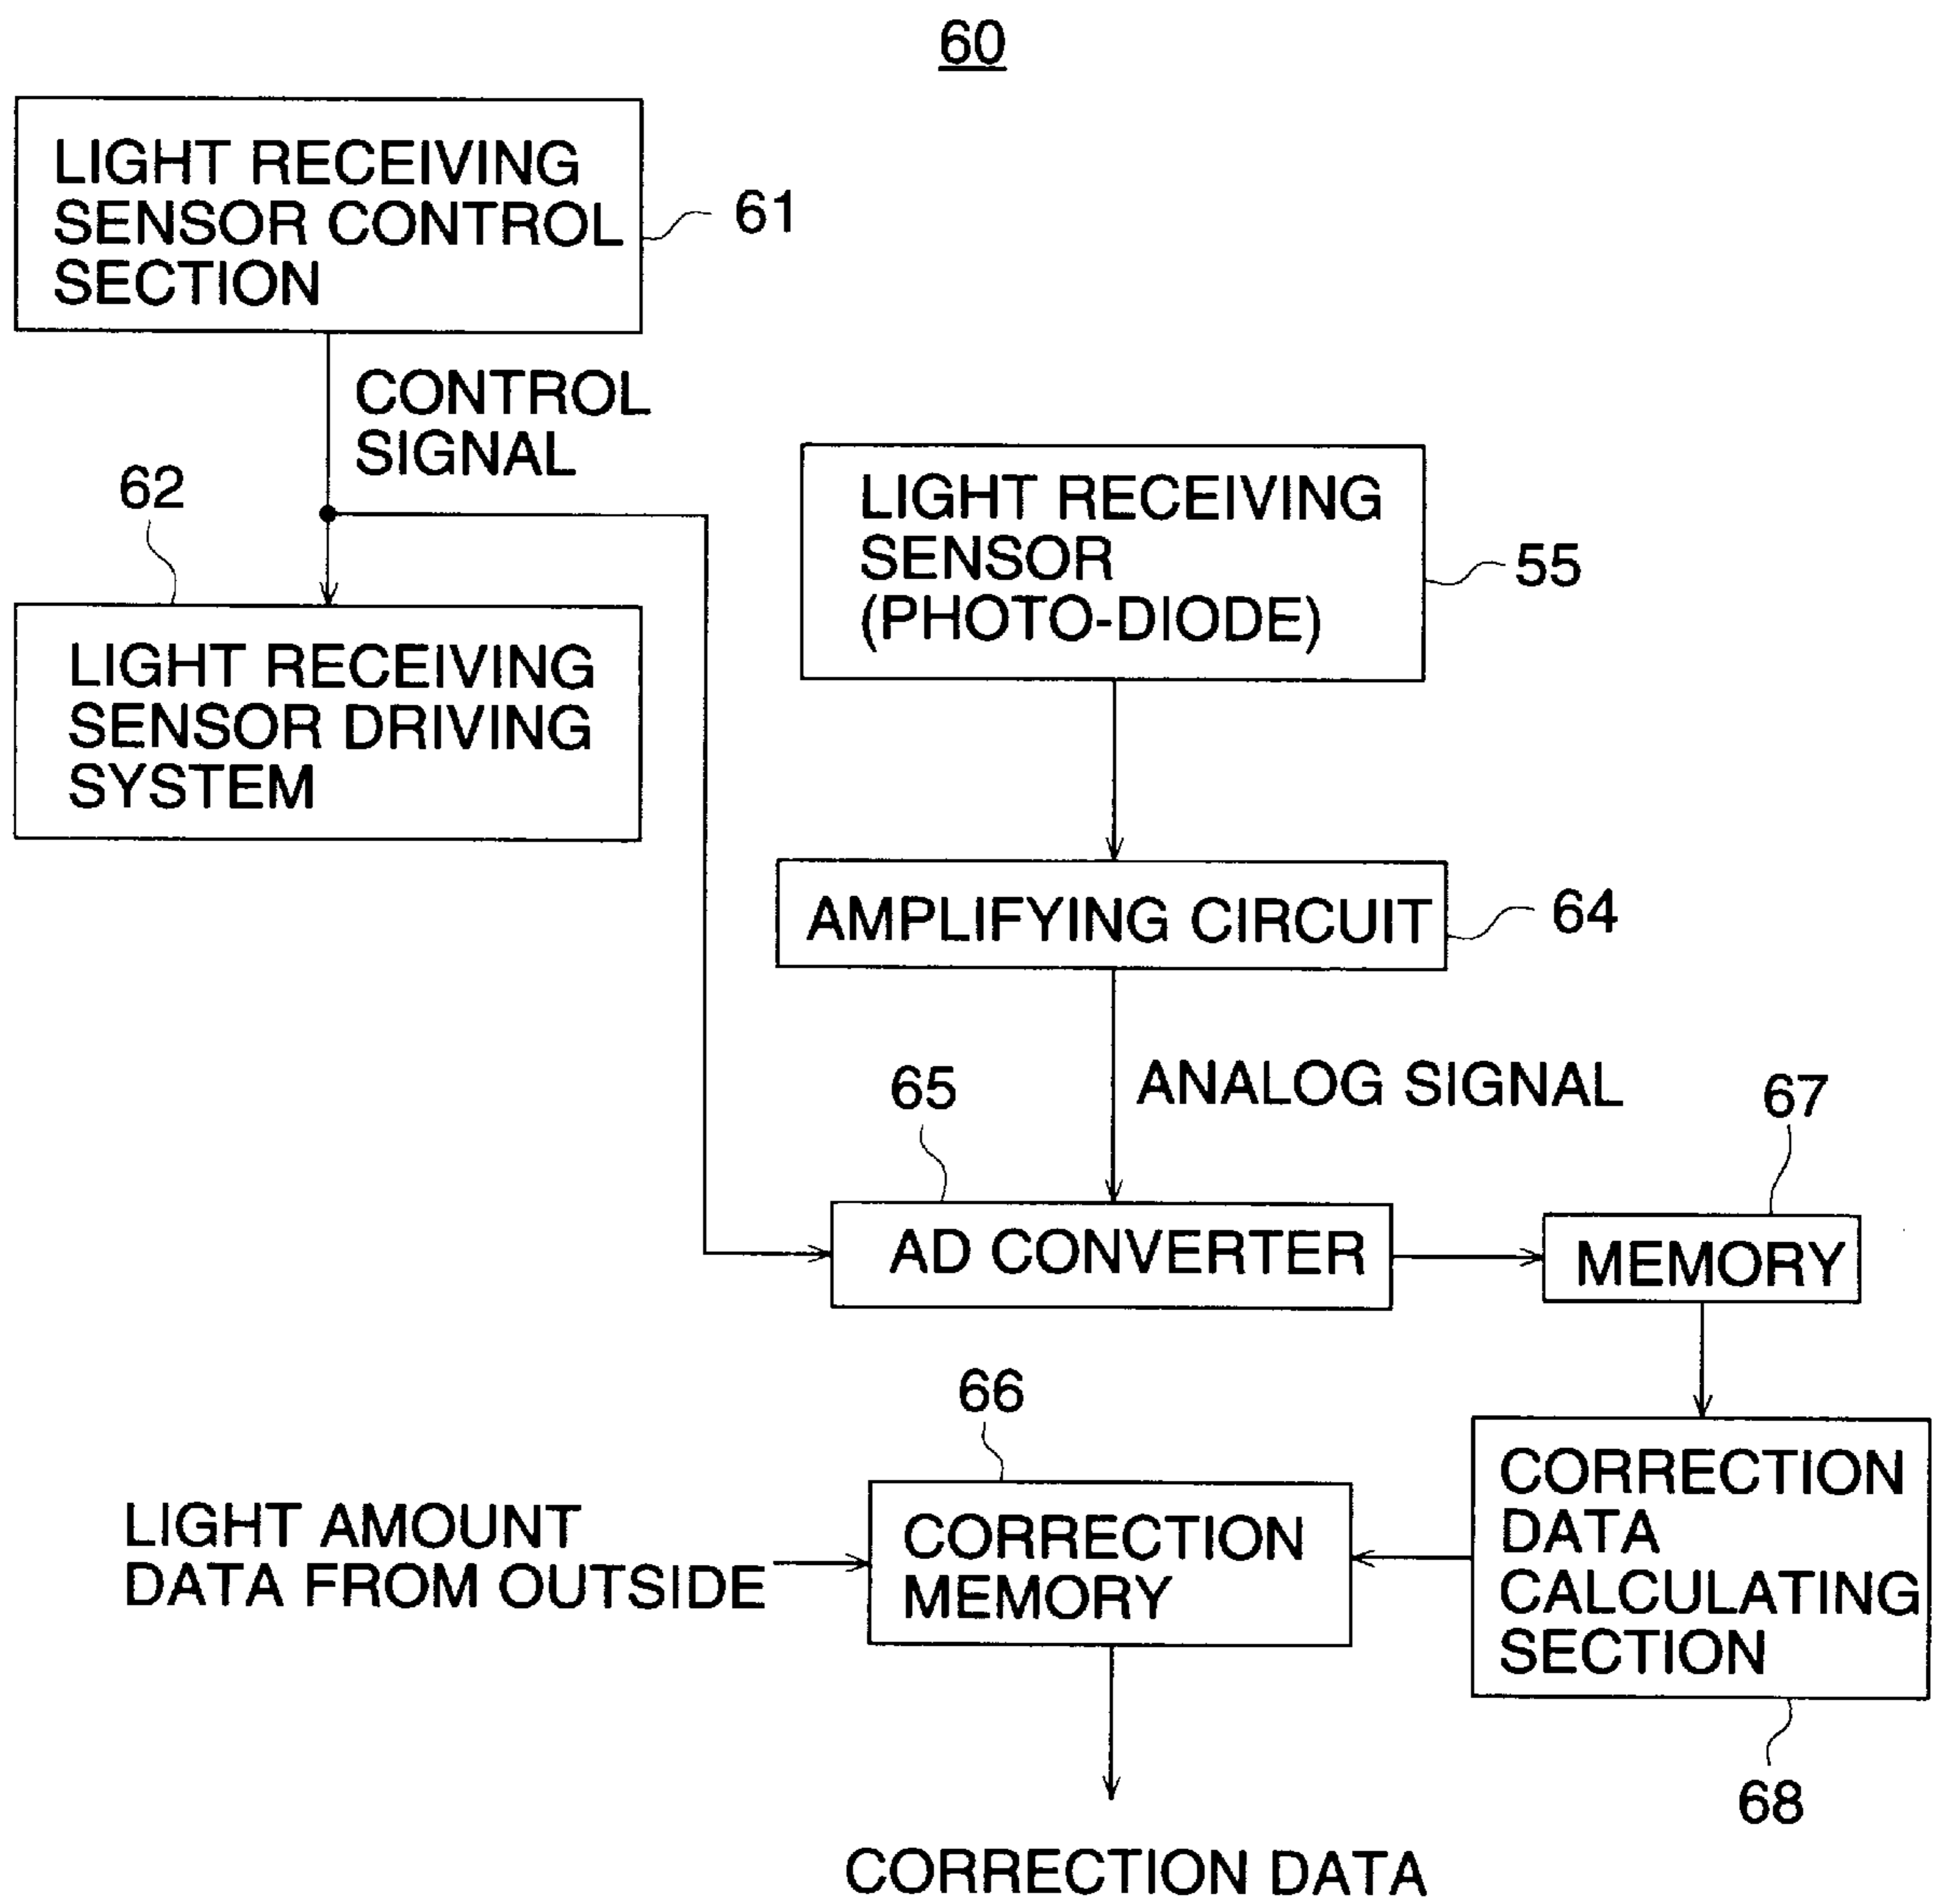 60
LIGHT RECEIVING
SENSOR CONTROL
SECTION
61
CONTROL
SIGNAL
62
LIGHT RECEIVING
SENSOR DRIVING
SYSTEM
LIGHT RECEIVING
SENSOR
(PHOTO-DIODE)
55
AMPLIFYING CIRCUIT
64
ANALOG SIGNAL
65
AD CONVERTER
67
MEMORY
66
LIGHT AMOUNT
DATA FROM OUTSIDE
CORRECTION
MEMORY
CORRECTION
DATA
CALCULATING
SECTION
68
CORRECTION DATA